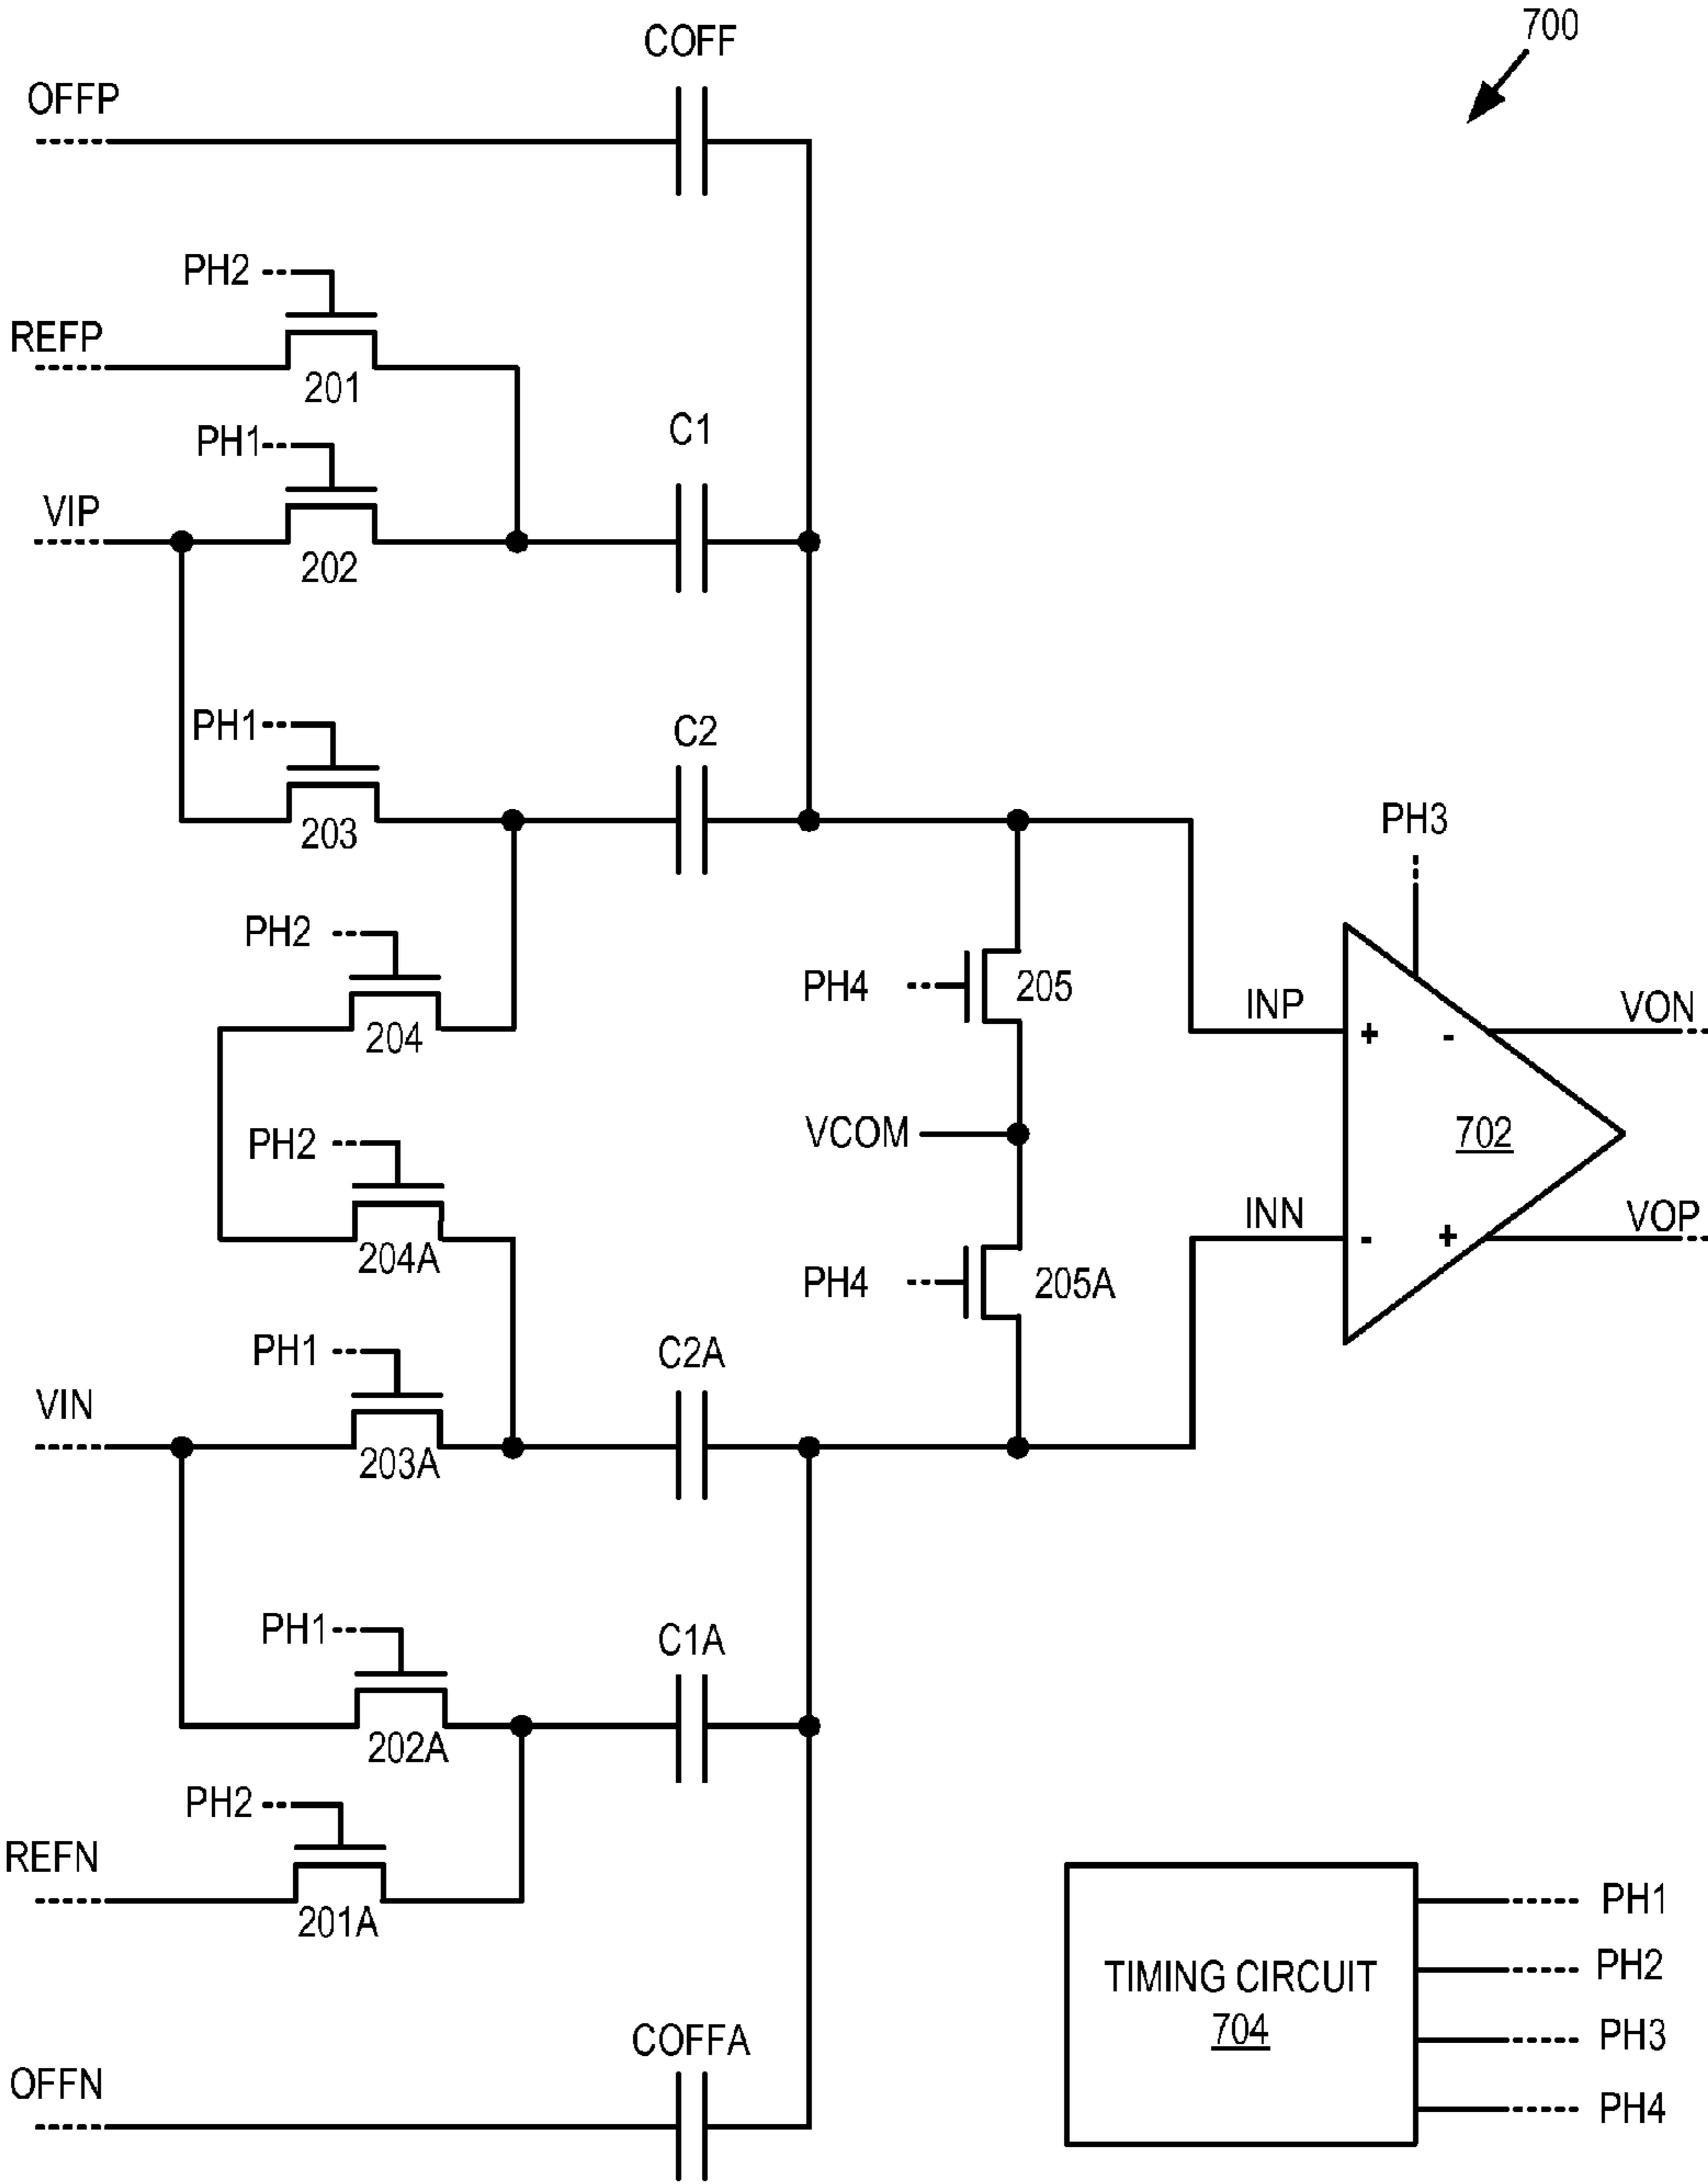 700
COFF
OFFP
PH2
REFP
201
PH1
C1
VIP
202
PH1
C2
203
PH3
PH2
204
PH4
205
INP
+
-
VON
VCOM
702
PH2
204A
INN
-
+
VOP
PH4
205A
PH1
C2A
VIN
203A
PH1
C1A
202A
PH2
REFN
201A
PH1
TIMING CIRCUIT
PH2
704
PH3
COFFA
OFFN
PH4